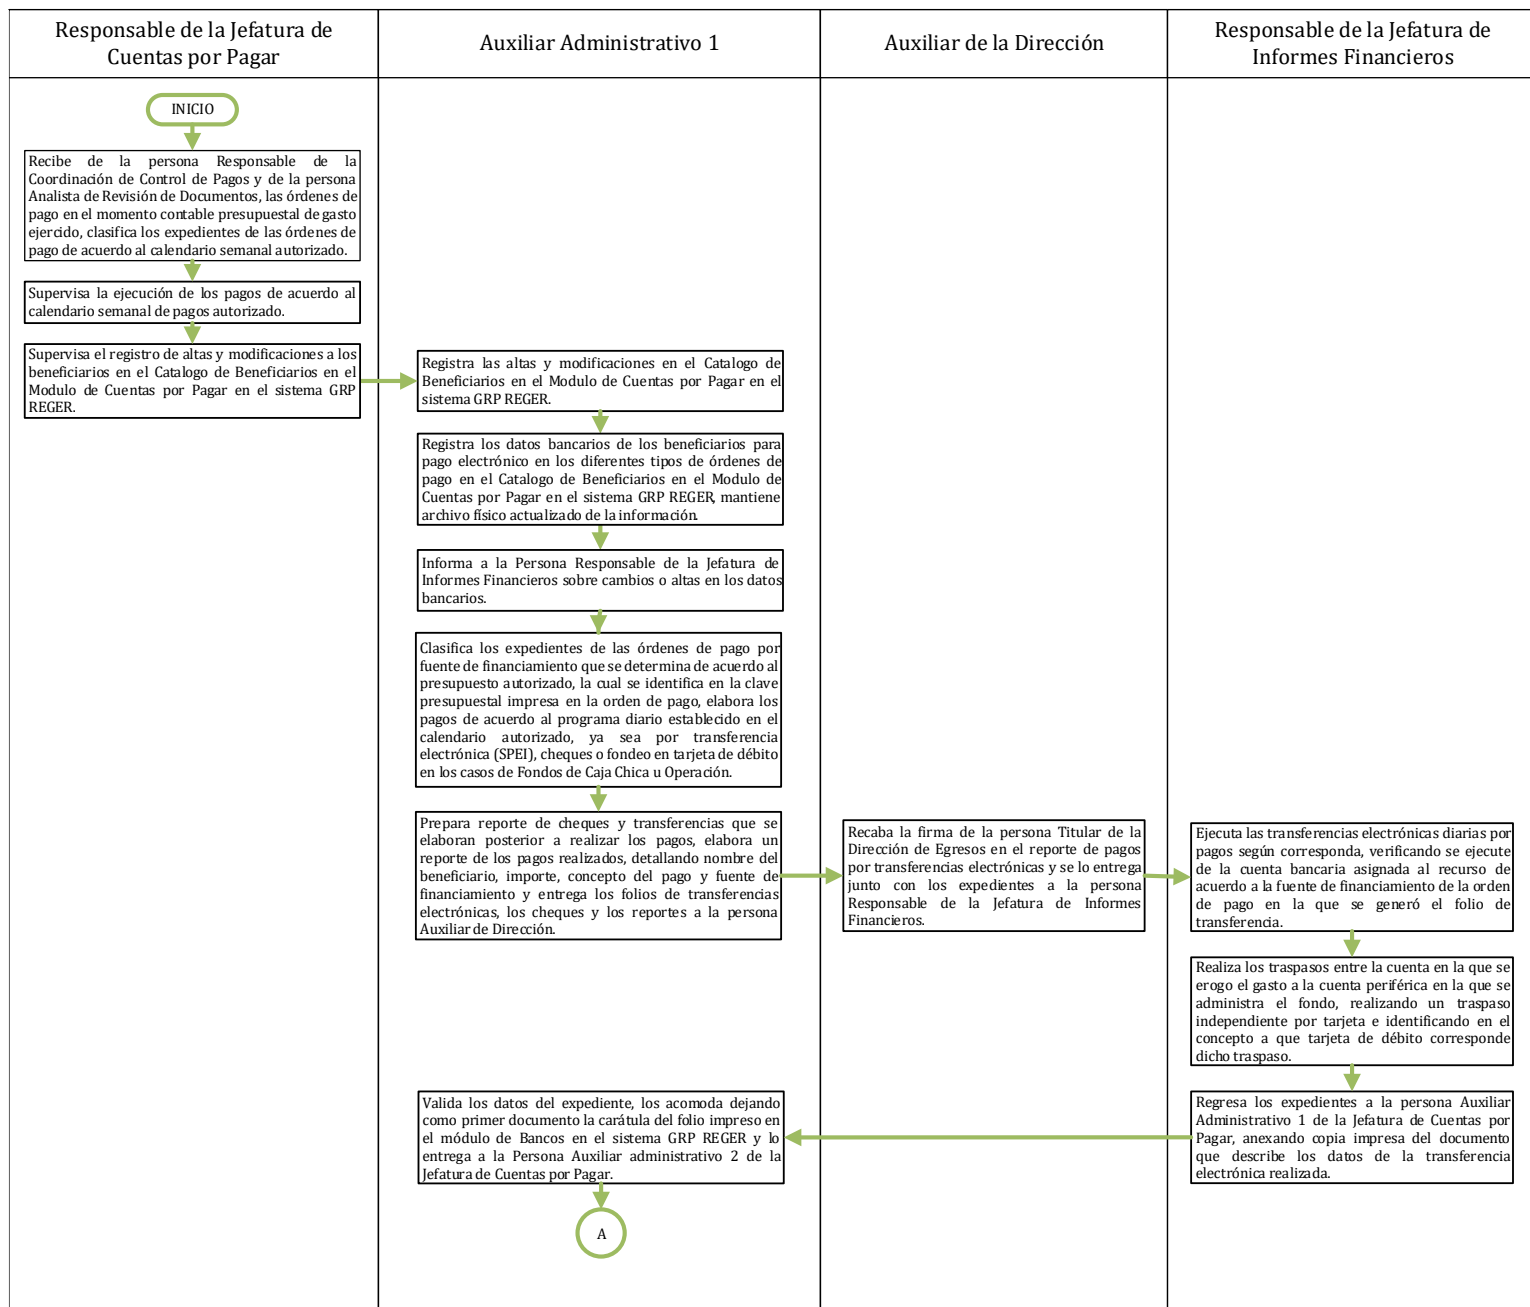 Responsable de la Jefatura de
Cuentas por Pagar
Auxiliar Administrativo 1
Auxiliar de la Dirección
Responsable de la Jefatura de
Informes Financieros
INICIO
Recibe de la persona Responsable de la
Coordinación de Control de Pagos y de la persona
Analista de Revisión de Documentos, las órdenes de
pago en el momento contable presupuestal de gasto
ejercido, clasifica los expedientes de las órdenes de
pago de acuerdo al calendario semanal autorizado.
Supervisa la ejecución de los pagos de acuerdo al
calendario semanal de pagos autorizado.
Supervisa el registro de altas y modificaciones a los
beneficiarios en el Catalogo de Beneficiarios en el
Modulo de Cuentas por Pagar en el sistema GRP
REGER.
Registra las altas y modificaciones en el Catalogo de
Beneficiarios en el Modulo de Cuentas por Pagar en el
sistema GRP REGER.
Registra los datos bancarios de los beneficiarios para
pago electrónico en los diferentes tipos de órdenes de
pago en el Catalogo de Beneficiarios en el Modulo de
Cuentas por Pagar en el sistema GRP REGER, mantiene
archivo físico actualizado de la información.
Informa a la Persona Responsable de la Jefatura de
Informes Financieros sobre cambios o altas en los datos
bancarios.
Clasifica los expedientes de las órdenes de pago por
fuente de financiamiento que se determina de acuerdo al
presupuesto autorizado, la cual se identifica en la clave
presupuestal impresa en la orden de pago, elabora los
pagos de acuerdo al programa diario establecido en el
calendario autorizado, ya sea por transferencia
electrónica (SPEI), cheques o fondeo en tarjeta de débito
en los casos de Fondos de Caja Chica u Operación.
Prepara reporte de cheques y transferencias que se
elaboran posterior a realizar los pagos, elabora un
reporte de los pagos realizados, detallando nombre del
beneficiario, importe, concepto del pago y fuente de
financiamiento y entrega los folios de transferencias
electrónicas, los cheques y los reportes a la persona
Auxiliar de Dirección.
Recaba la firma de la persona Titular de la
Dirección de Egresos en el reporte de pagos
por transferencias electrónicas y se lo entrega
junto con los expedientes a la persona
Responsable de la Jefatura de Informes
Financieros.
Ejecuta las transferencias electrónicas diarias por
pagos según corresponda, verificando se ejecute
de la cuenta bancaria asignada al recurso de
acuerdo a la fuente de financiamiento de la orden
de pago en la que se generó el folio de
transferencia.
Realiza los traspasos entre la cuenta en la que se
erogo el gasto a la cuenta periférica en la que se
administra el fondo, realizando un traspaso
independiente por tarjeta e identificando en el
concepto a que tarjeta de débito corresponde
dicho traspaso.
Regresa los expedientes a la persona Auxiliar
Administrativo 1 de la Jefatura de Cuentas por
Pagar, anexando copia impresa del documento
que describe los datos de la transferencia
electrónica realizada.
Valida los datos del expediente, los acomoda dejando
como primer documento la carátula del folio impreso en
el módulo de Bancos en el sistema GRP REGER y lo
entrega a la Persona Auxiliar administrativo 2 de la
Jefatura de Cuentas por Pagar.
A